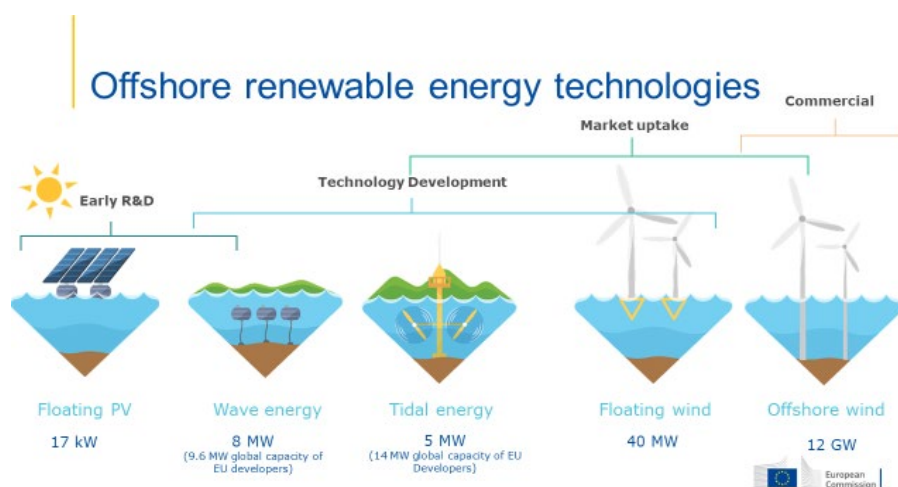 Offshore renewable energy technologies
Commercial
Market uptake
Technology Development
Early R&D
Floating PV
17 kW
Wave energy
8 MW
(9.6 MW global capacity of
EU developers)
Tidal energy
5 MW
(14 MW global capacity of EU
Developers)
Floating wind
40 MW
Offshore wind
12 GW
European
Commission